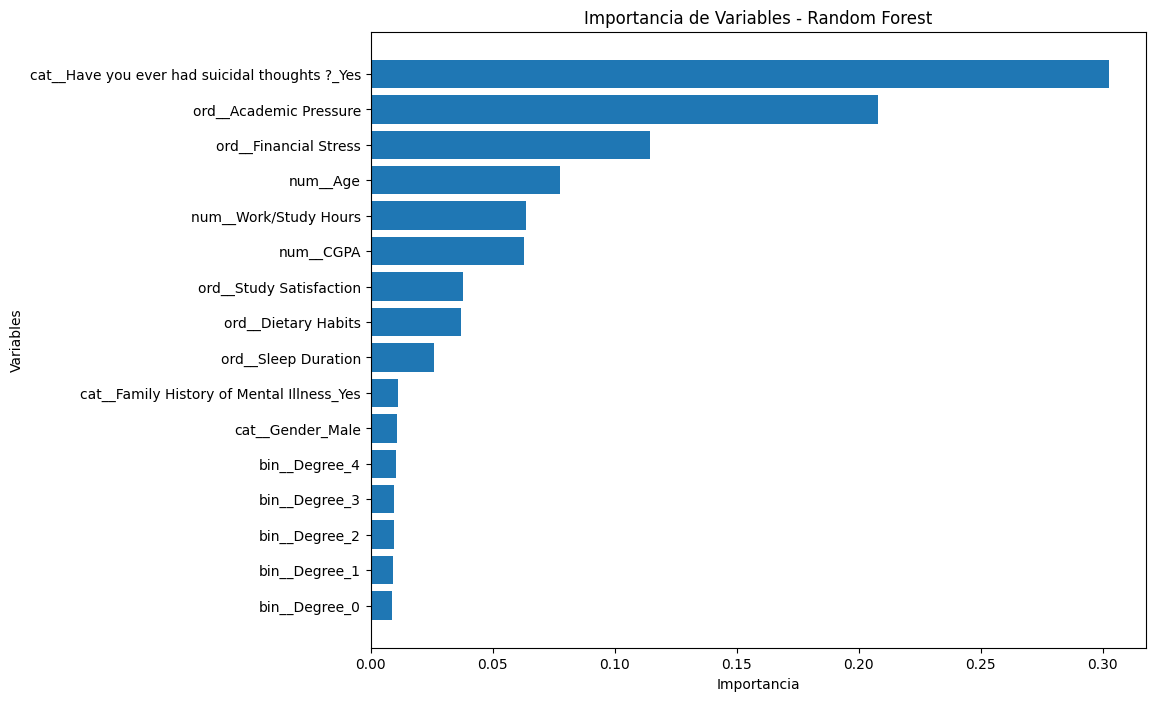 Importancia de Variables - Random Forest
cat__Have you ever had suicidal thoughts ?_Yes
ord__Academic Pressure
ord__Financial Stress
num__Age
num__Work/Study Hours
num__CGPA
ord__Study Satisfaction
ord__Dietary Habits
ord__Sleep Duration
cat__Family History of Mental Illness_Yes
cat__Gender_Male
bin__Degree_4
bin__Degree_3
bin__Degree_2
bin__Degree_1
bin__Degree_0
Variables
0.00 0.05 0.10 0.15 0.20 0.25 0.30
Importancia